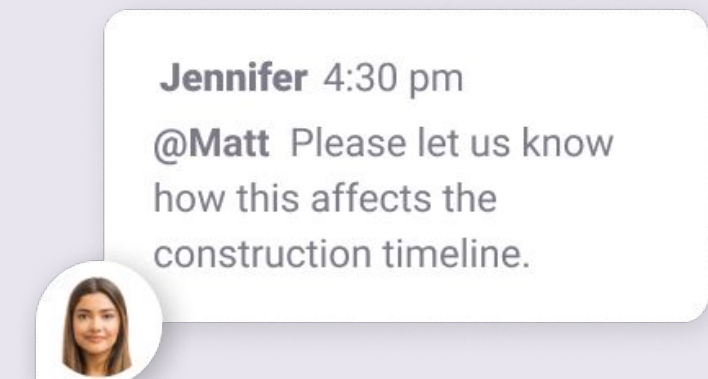 Jennifer 4:30 pm
@Matt Please let us know
how this affects the
construction timeline.